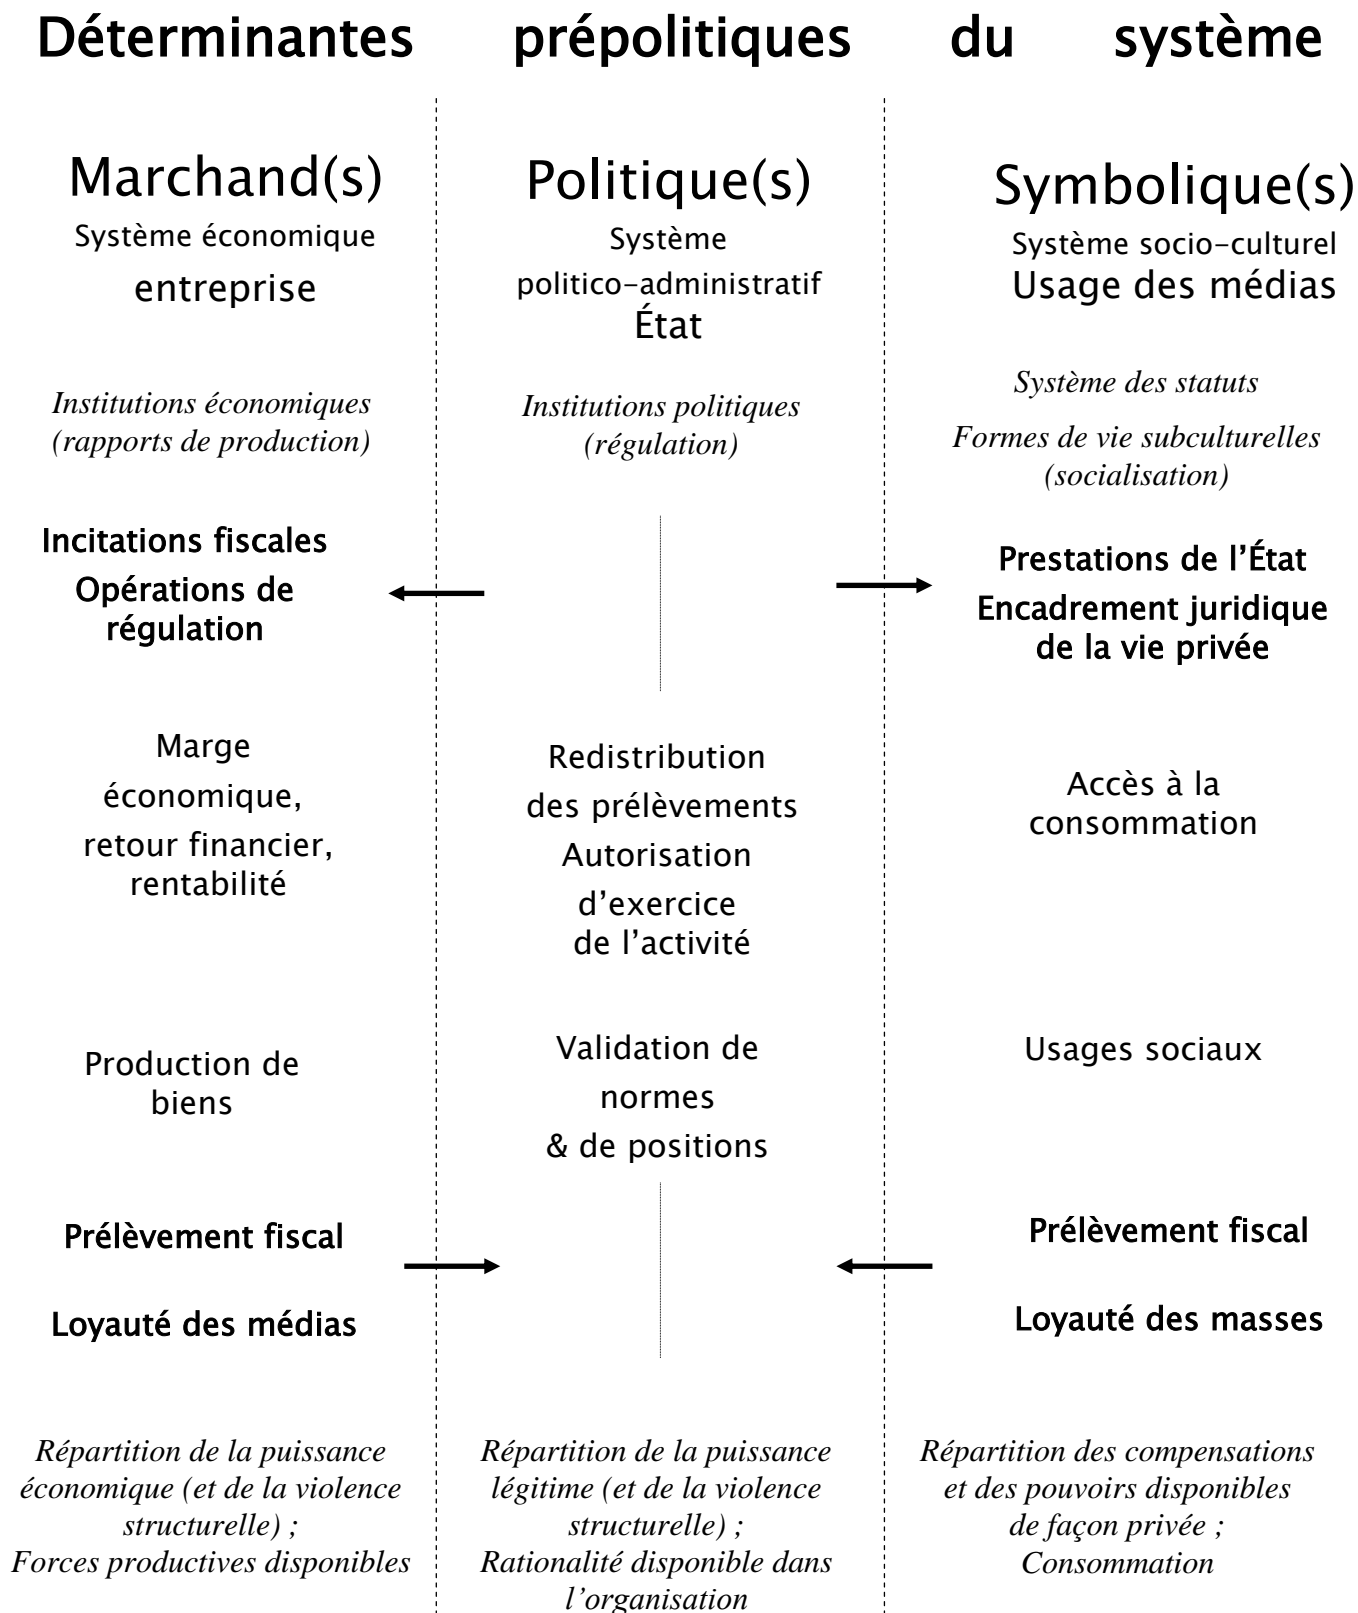 Déterminantes prépolitiques du système
Marchand(s)
Système économique
entreprise
Institutions économiques
(rapports de production)
Incitations fiscales
Opérations de
régulation
Marge
économique,
retour financier,
rentabilité
Production de
biens
Prélèvement fiscal
Loyauté des médias
Répartition de la puissance
économique (et de la violence
structurelle) ;
Forces productives disponibles
Politique(s)
Système
politico-administratif
État
Institutions politiques
(régulation)
Redistribution
des prélèvements
Autorisation
d’exercice
de l’activité
Validation de
normes
& de positions
Répartition de la puissance
légitime (et de la violence
structurelle) ;
Rationalité disponible dans
l’organisation
Symbolique(s)
Système socio-culturel
Usage des médias
Système des statuts
Formes de vie subculturelles
(socialisation)
Prestations de l’État
Encadrement juridique
de la vie privée
Accès à la
consommation
Usages sociaux
Prélèvement fiscal
Loyauté des masses
Répartition des compensations
et des pouvoirs disponibles
de façon privée ;
Consommation